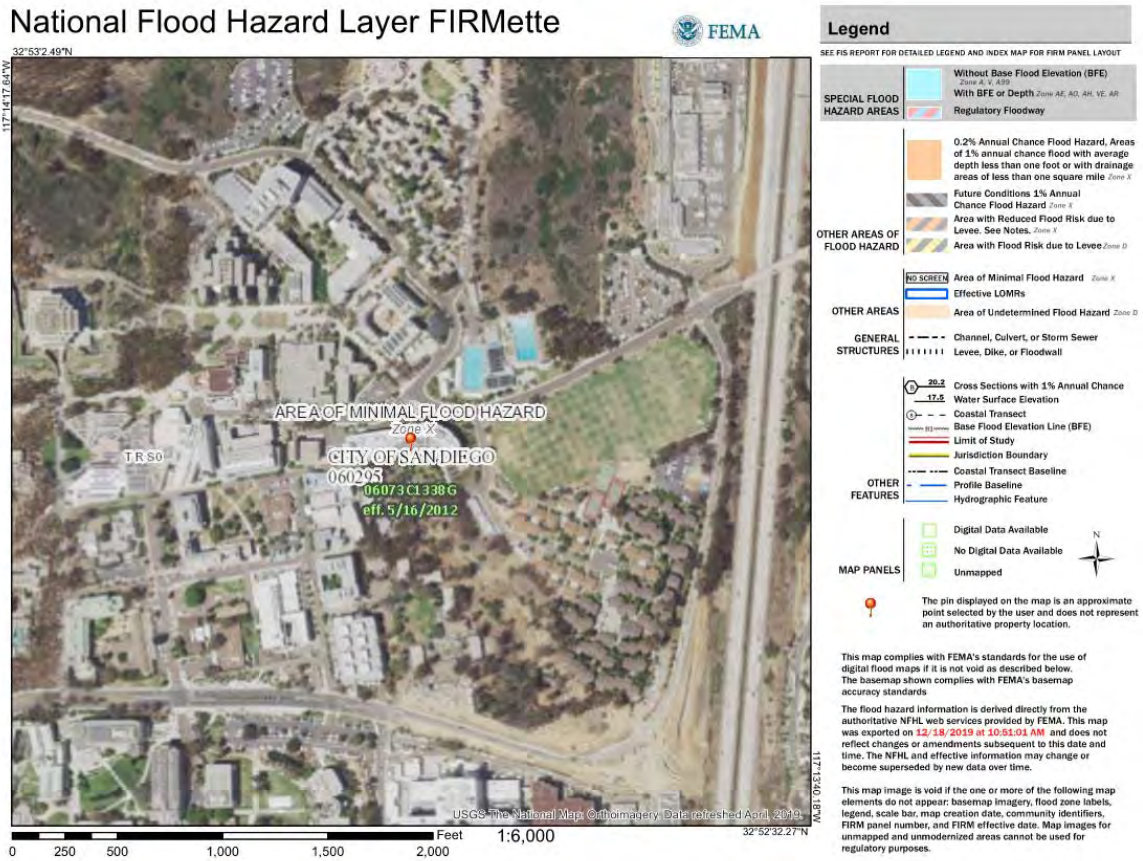 National Flood Hazard Layer FIRMette
FEMA
32°53'2.49"N
117°14'17.64"W
AREA OF MINIMAL FLOOD HAZARD
Zone X
CITY OF SAN DIEGO
060295
T R S0
06073C1338G
eff. 5/16/2012
USGS The National Map: Orthoimagery. Data refreshed April, 2019.
117°13'40.18"W
32°52'32.27"N
Feet
1:6,000
0 250 500 1,000 1,500 2,000
Legend
SEE FIS REPORT FOR DETAILED LEGEND AND INDEX MAP FOR FIRM PANEL LAYOUT
SPECIAL FLOOD
HAZARD AREAS
Without Base Flood Elevation (BFE)
Zone A, V, A99
With BFE or Depth Zone AE, AO, AH, VE, AR
Regulatory Floodway
OTHER AREAS OF
FLOOD HAZARD
0.2% Annual Chance Flood Hazard, Areas
of 1% annual chance flood with average
depth less than one foot or with drainage
areas of less than one square mile Zone X
Future Conditions 1% Annual
Chance Flood Hazard Zone X
Area with Reduced Flood Risk due to
Levee. See Notes. Zone X
Area with Flood Risk due to Levee Zone D
OTHER AREAS
NO SCREEN Area of Minimal Flood Hazard Zone X
Effective LOMRs
Area of Undetermined Flood Hazard Zone D
GENERAL
STRUCTURES
Channel, Culvert, or Storm Sewer
Levee, Dike, or Floodwall
OTHER
FEATURES
B 20.2 Cross Sections with 1% Annual Chance
17.5 Water Surface Elevation
8 Coastal Transect
Base Flood Elevation Line (BFE)
Limit of Study
Jurisdiction Boundary
Coastal Transect Baseline
Profile Baseline
Hydrographic Feature
MAP PANELS
Digital Data Available
No Digital Data Available
Unmapped
N
The pin displayed on the map is an approximate
point selected by the user and does not represent
an authoritative property location.
This map complies with FEMA's standards for the use of
digital flood maps if it is not void as described below.
The basemap shown complies with FEMA's basemap
accuracy standards
The flood hazard information is derived directly from the
authoritative NFHL web services provided by FEMA. This map
was exported on 12/18/2019 at 10:51:01 AM and does not
reflect changes or amendments subsequent to this date and
time. The NFHL and effective information may change or
become superseded by new data over time.
This map image is void if the one or more of the following map
elements do not appear: basemap imagery, flood zone labels,
legend, scale bar, map creation date, community identifiers,
FIRM panel number, and FIRM effective date. Map images for
unmapped and unmodernized areas cannot be used for
regulatory purposes.